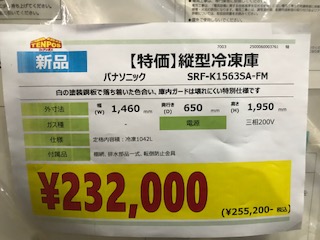 TENPOS
7003 2500060003762
新品
【特価】縦型冷凍庫
パナソニック SRF-K1563SA-FM
白の塗装鋼板で落ち着いた色合い、庫内ガードは壊れにくい特別仕様です
外寸法 幅(W) 1,460 mm 奥行き(D) 650 mm 高さ(H) 1,950 mm
ガス種 電源 三相200V
仕様 定格内容積:冷凍1042L
付属品 棚網、排水部品一式、転倒防止金具
¥232,000
(¥255,200- 税込)